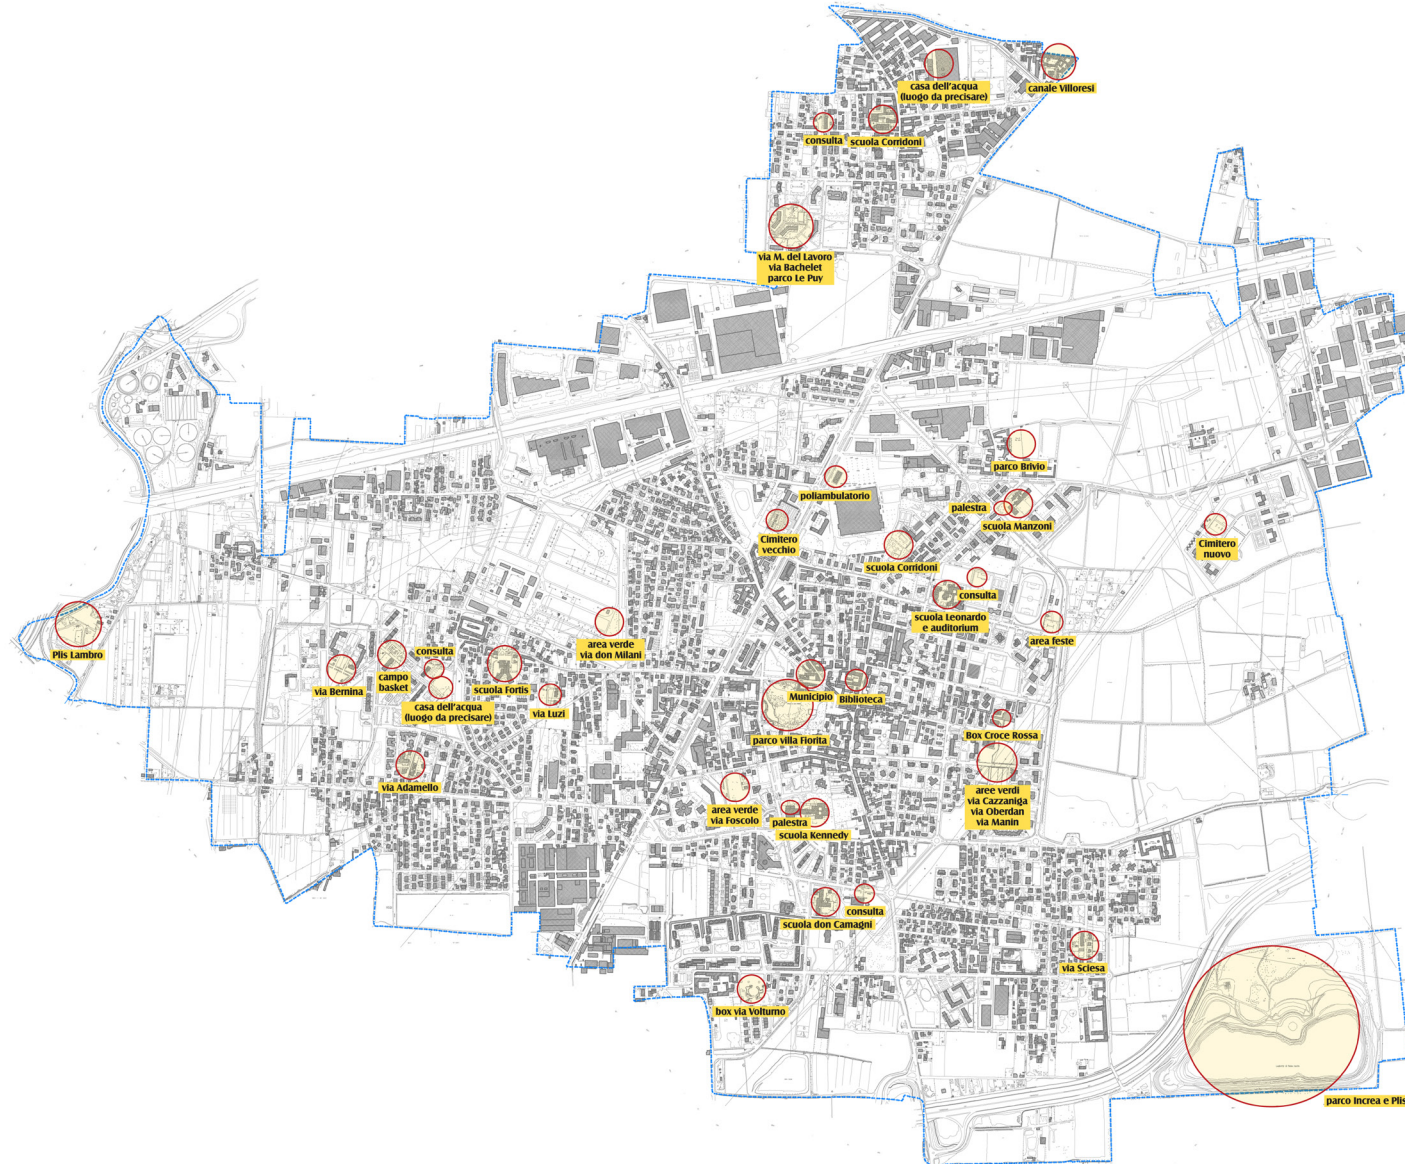 casa dell'acqua
(luogo da precisare)
canale Villoresi
consulta
scuola Corridoni
via M. del Lavoro
via Bachelet
parco Le Puy
parco Brivio
poliambulatorio
palestra
scuola Manzoni
Cimitero
vecchio
Cimitero
nuovo
scuola Corridoni
consulta
scuola Leonardo
e auditorium
area feste
Plis Lambro
area verde
via don Milani
consulta
via Bernina
campo
basket
scuola Fortis
casa dell'acqua
(luogo da precisare)
via Luzi
Municipio
Biblioteca
parco villa Fiorita
Box Croce Rossa
via Adamello
aree verdi
via Cazzaniga
via Oberdan
via Manin
area verde
via Foscolo
palestra
scuola Kennedy
consulta
scuola don Camagni
via Sciesa
box via Volturno
parco Increa e Plis